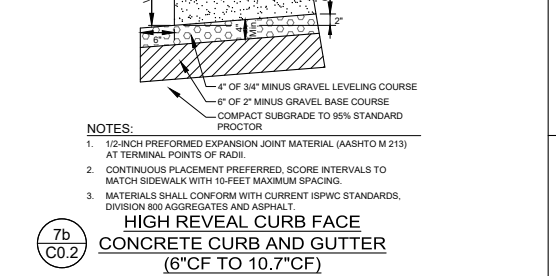 2"
6"
4"
Min.
4" OF 3/4" MINUS GRAVEL LEVELING COURSE
6" OF 2" MINUS GRAVEL BASE COURSE
COMPACT SUBGRADE TO 95% STANDARD
PROCTOR
NOTES:
1. 1/2-INCH PREFORMED EXPANSION JOINT MATERIAL (AASHTO M 213)
AT TERMINAL POINTS OF RADII.
2. CONTINUOUS PLACEMENT PREFERRED, SCORE INTERVALS TO
MATCH SIDEWALK WITH 10-FEET MAXIMUM SPACING.
3. MATERIALS SHALL CONFORM WITH CURRENT ISPWC STANDARDS,
DIVISION 800 AGGREGATES AND ASPHALT.
7b
C0.2
HIGH REVEAL CURB FACE
CONCRETE CURB AND GUTTER
(6"CF TO 10.7"CF)